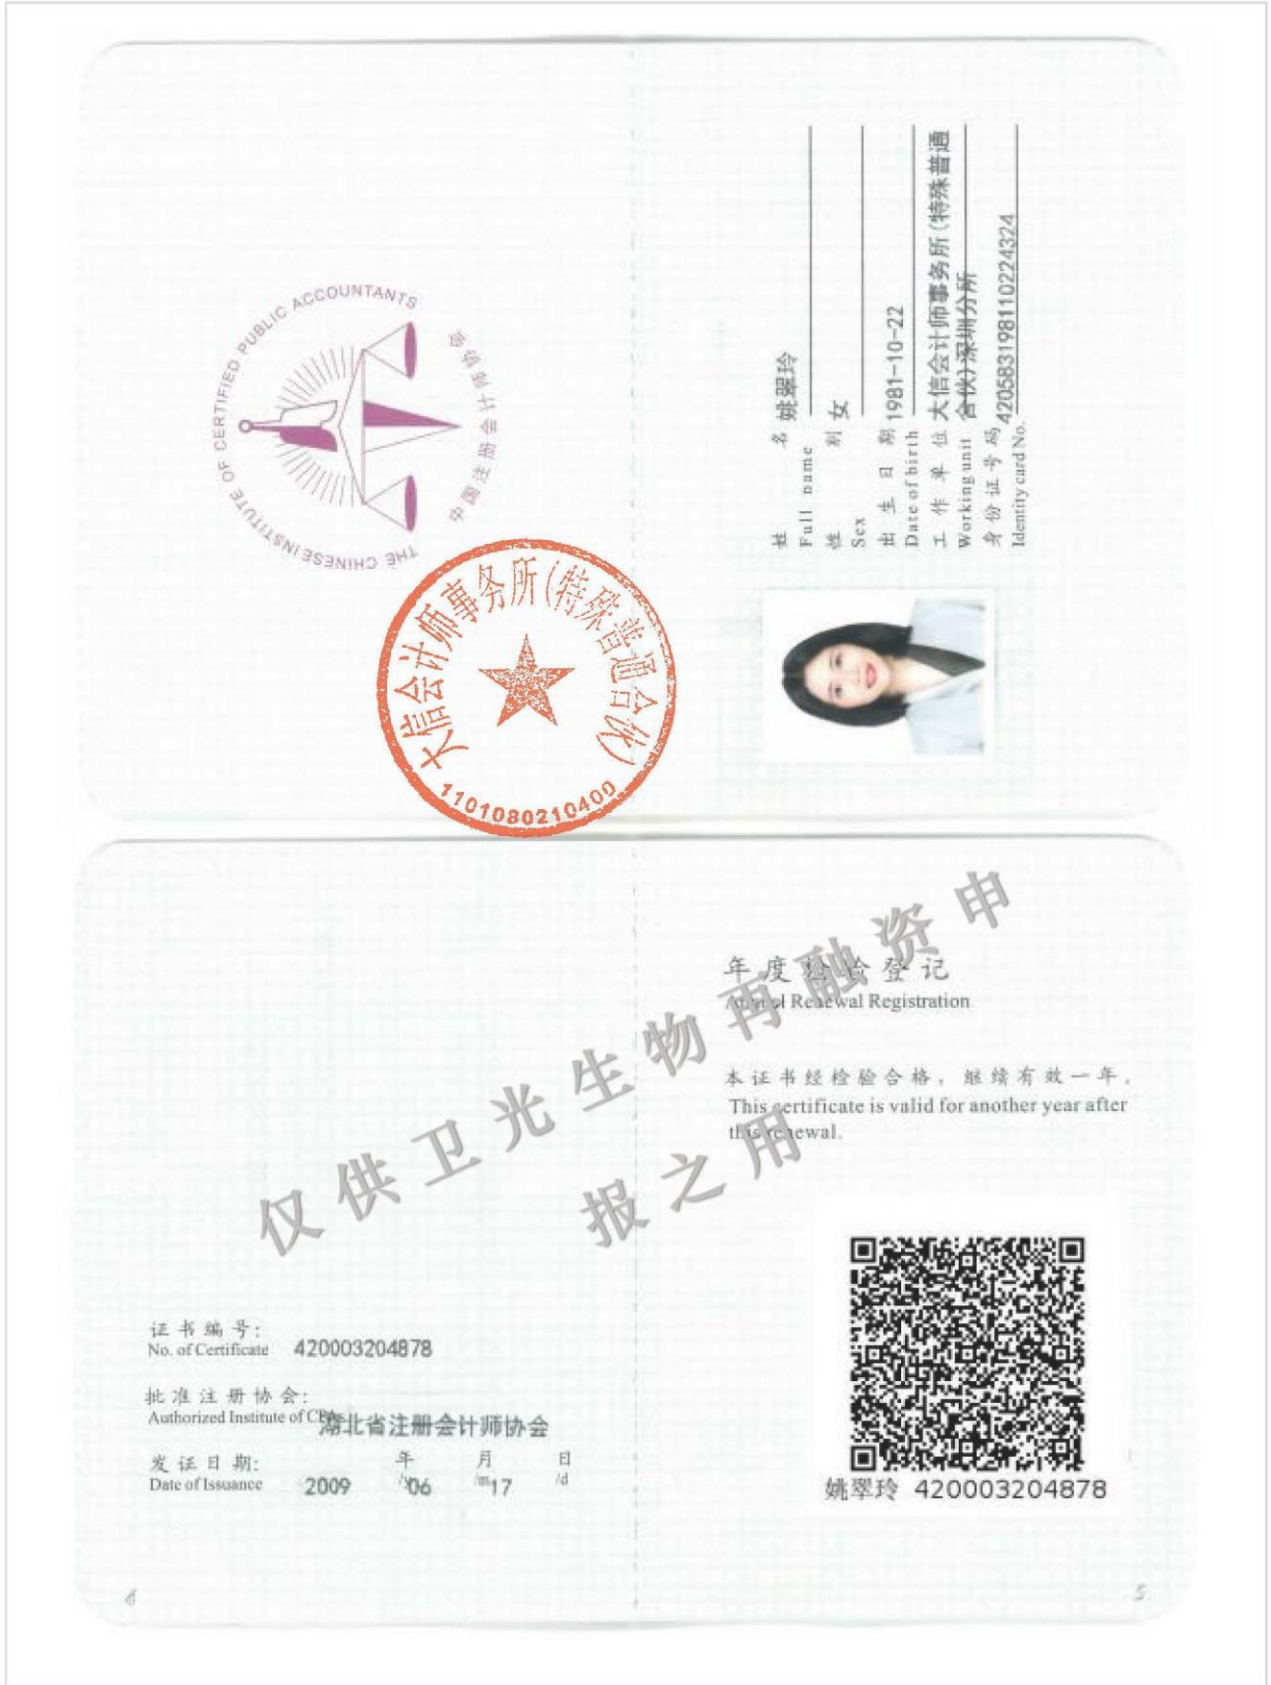 THE CHINESE INSTITUTE OF CERTIFIED PUBLIC ACCOUNTANTS
中国注册会计师协会
姓 名 姚翠玲
Full name
性 别 女
Sex
出生日期 1981-10-22
Date of birth
工作单位 大信会计师事务所(特殊普通
Working unit 合伙)深圳分所
身份证号码 420583198110224324
Identity card No.
大信会计师事务所(特殊普通合伙)
1101080210400
年度检验登记
Annual Renewal Registration
本证书经检验合格，继续有效一年。
This certificate is valid for another year after
this renewal.
仅供卫光生物再融资申
报之用
证书编号:
No. of Certificate 420003204878
批准注册协会:
Authorized Institute of CPAs 湖北省注册会计师协会
发证日期: 年 月 日
Date of Issuance 2009 /y 06 /m 17 /d
姚翠玲 420003204878
6
5